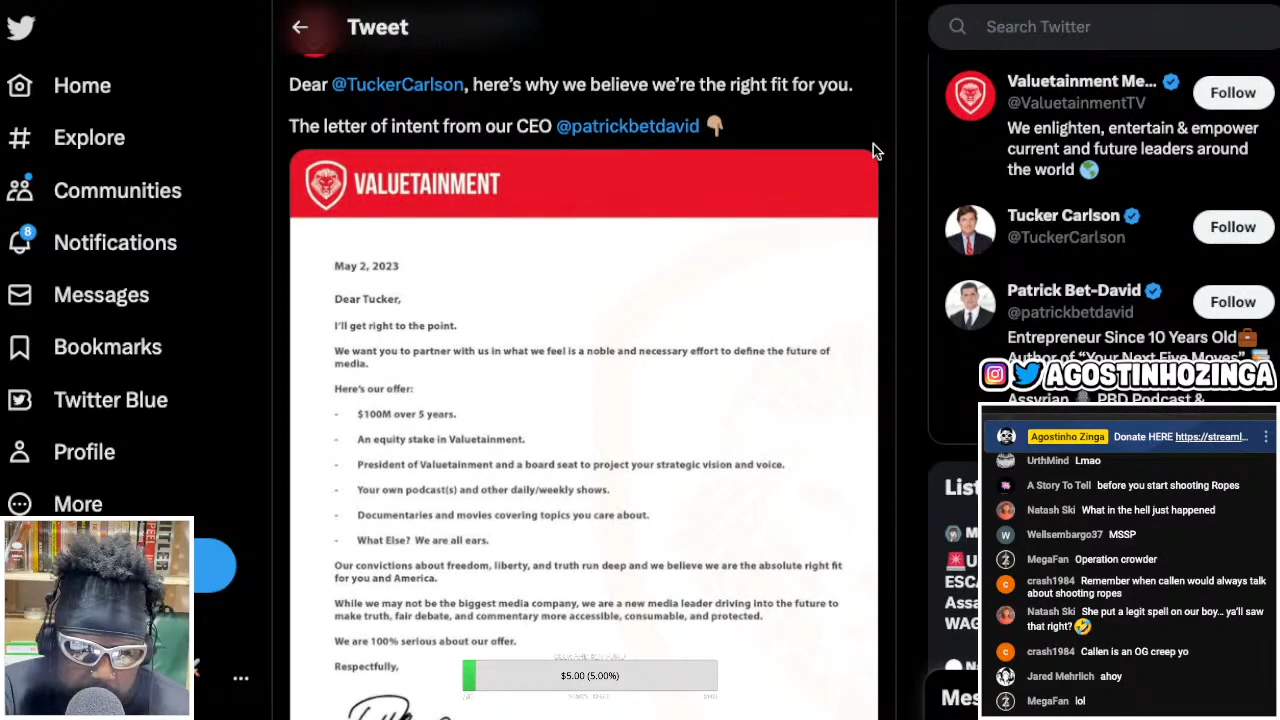 Tweet
Search Twitter
Home
Explore
Communities
8
Notifications
Messages
Bookmarks
Twitter Blue
Profile
More
Dear @TuckerCarlson, here's why we believe we're the right fit for you.
The letter of intent from our CEO @patrickbetdavid
VALUETAINMENT
May 2, 2023
Dear Tucker,
I'll get right to the point.
We want you to partner with us in what we feel is a noble and necessary effort to define the future of
media.
Here's our offer:
- $100M over 5 years.
- An equity stake in Valuetainment.
- President of Valuetainment and a board seat to project your strategic vision and voice.
- Your own podcast(s) and other daily/weekly shows.
- Documentaries and movies covering topics you care about.
- What Else? We are all ears.
Our convictions about freedom, liberty, and truth run deep and we believe we are the absolute right fit
for you and America.
While we may not be the biggest media company, we are a new media leader driving into the future to
make truth, fair debate, and commentary more accessible, consumable, and protected.
We are 100% serious about our offer.
Respectfully,
$5.00 (5.00%)
Valuetainment Me...
@ValuetainmentTV
Follow
We enlighten, entertain & empower
current and future leaders around
the world
Tucker Carlson
@TuckerCarlson
Follow
Patrick Bet-David
@patrickbetdavid
Follow
Entrepreneur Since 10 Years Old
Author of "Your Next Five Moves"
Assyrian PBD Podcast &
AGOSTINHOZINGA
Agostinho Zinga Donate HERE https://streaml...
UrthMind Lmao
A Story To Tell before you start shooting Ropes
Natash Ski What in the hell just happened
Wellsembargo37 MSSP
MegaFan Operation crowder
crash1984 Remember when callen would always talk
about shooting ropes
Natash Ski She put a legit spell on our boy... ya'll saw
that right?
crash1984 Callen is an OG creep yo
Jared Mehrlich ahoy
MegaFan lol
List
Mes